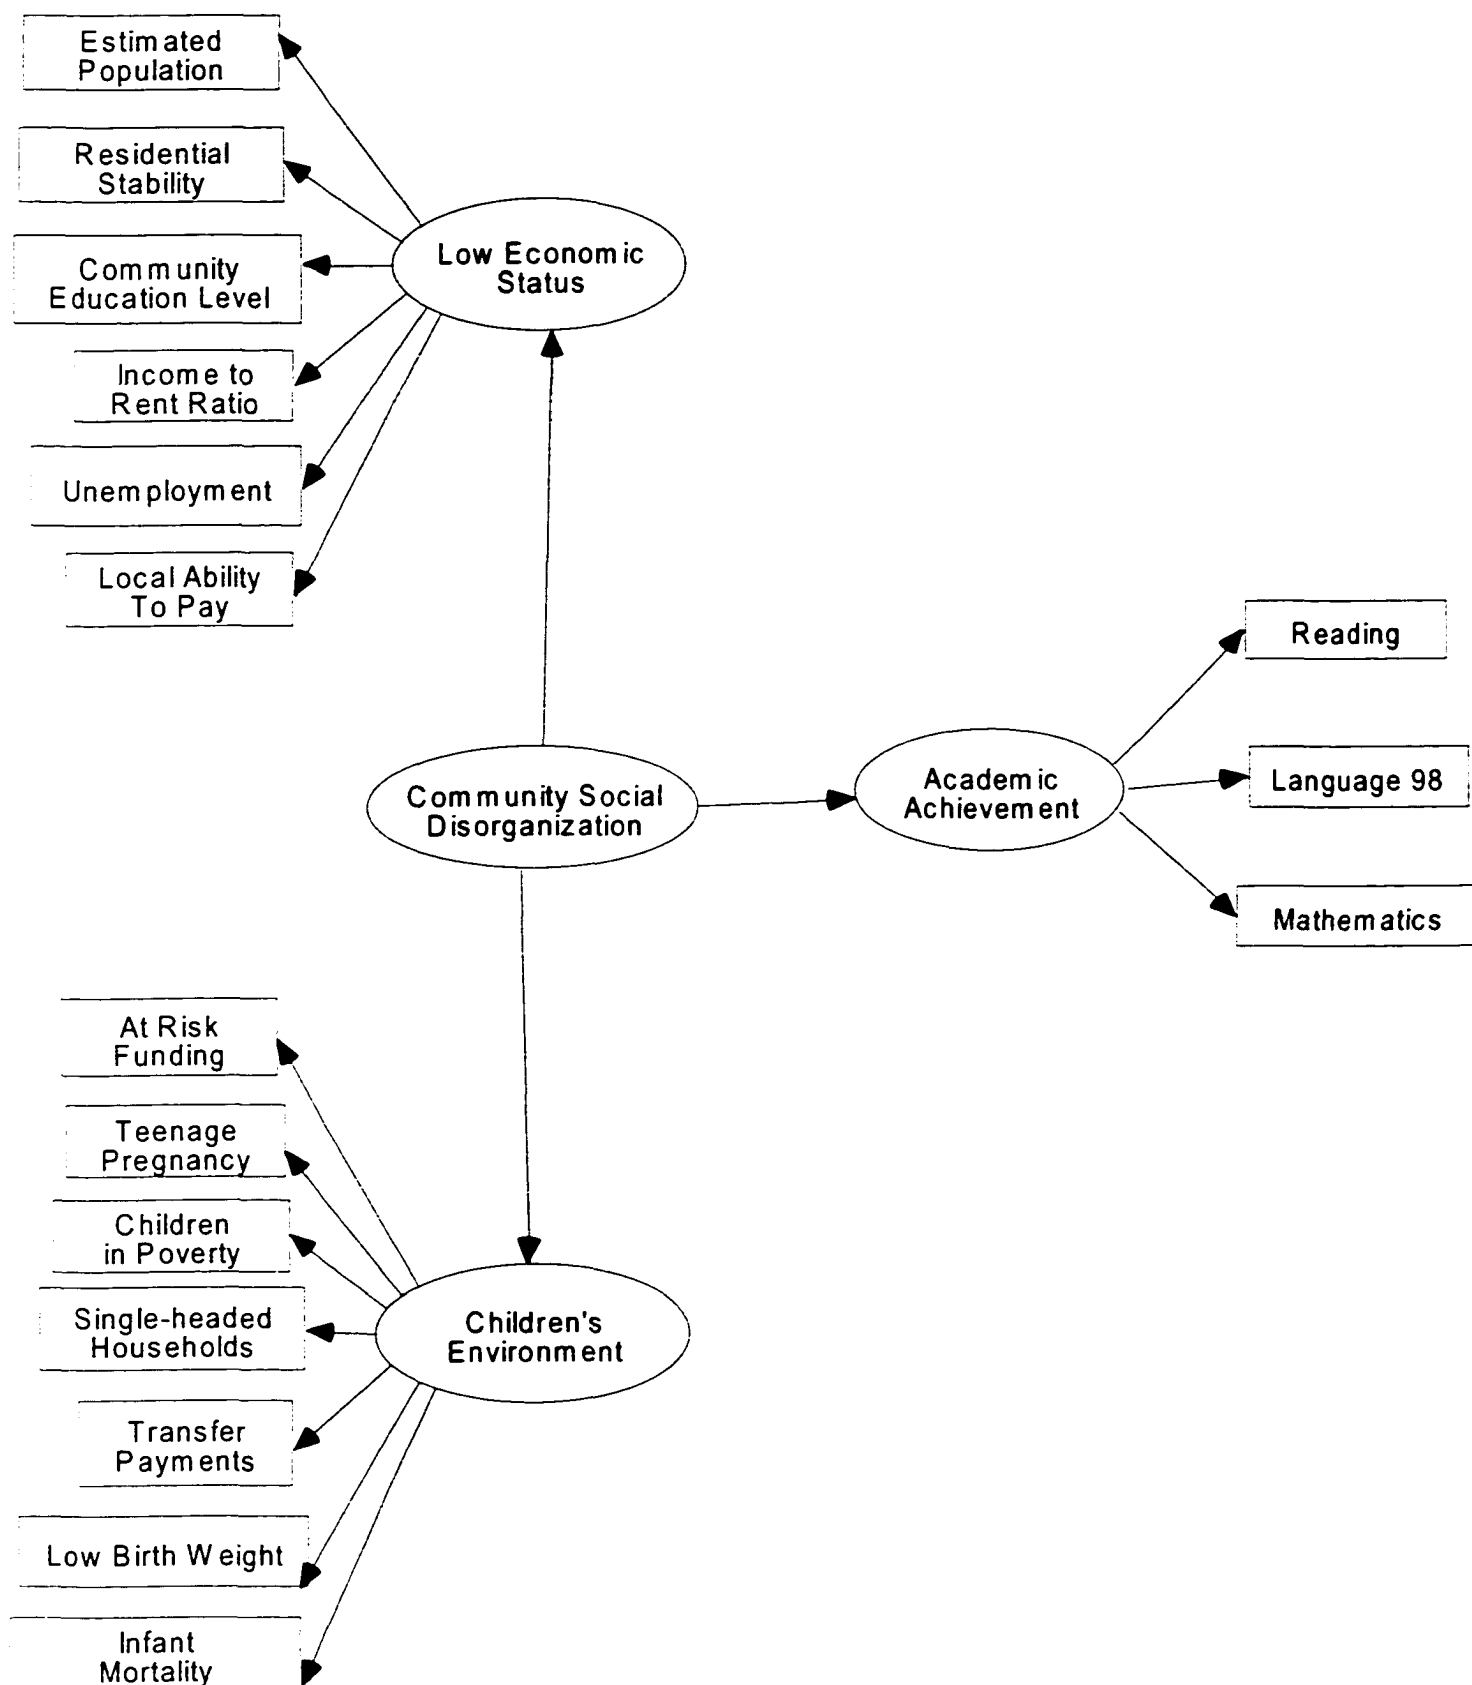 Estimated
Population
Residential
Stability
Community
Education Level
Income to
Rent Ratio
Unemployment
Local Ability
To Pay
Low Economic
Status
Community Social
Disorganization
Academic
Achievement
Reading
Language 98
Mathematics
At Risk
Funding
Teenage
Pregnancy
Children
in Poverty
Single-headed
Households
Transfer
Payments
Low Birth Weight
Infant
Mortality
Children's
Environment